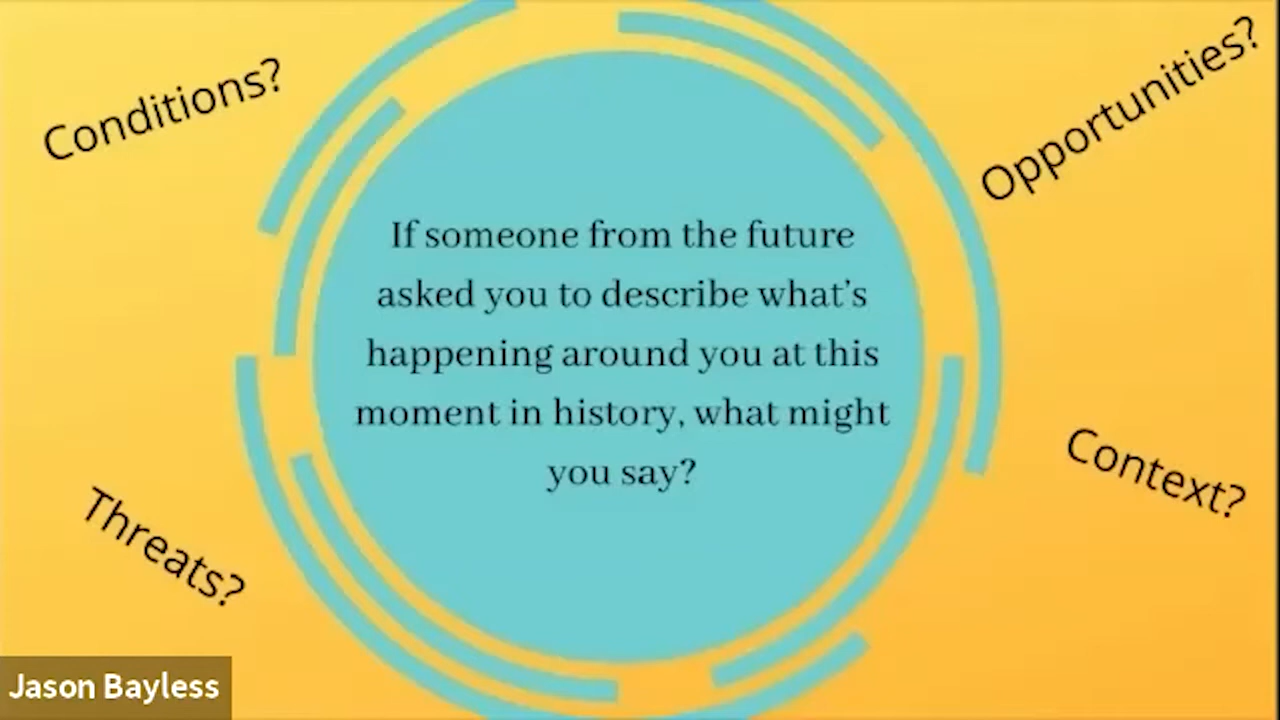 Conditions?
Opportunities?
If someone from the future
asked you to describe what's
happening around you at this
moment in history, what might
you say?
Context?
Threats?
Jason Bayless